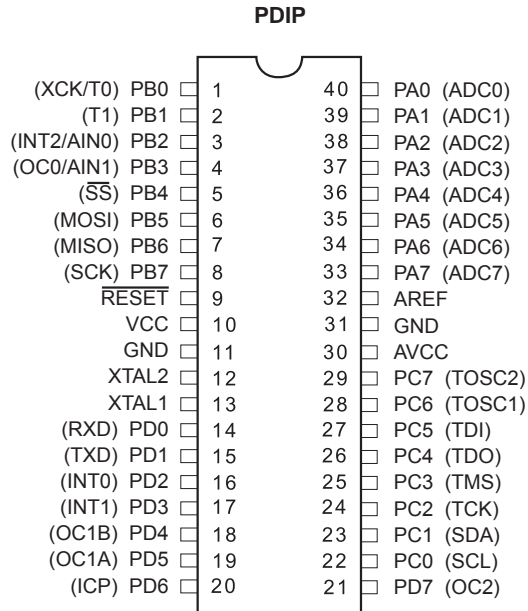 PDIP
(XCK/T0) PB0 1 40 PA0 (ADC0)
(T1) PB1 2 39 PA1 (ADC1)
(INT2/AIN0) PB2 3 38 PA2 (ADC2)
(OC0/AIN1) PB3 4 37 PA3 (ADC3)
(S̅S̅) PB4 5 36 PA4 (ADC4)
(MOSI) PB5 6 35 PA5 (ADC5)
(MISO) PB6 7 34 PA6 (ADC6)
(SCK) PB7 8 33 PA7 (ADC7)
R̅E̅S̅E̅T̅ 9 32 AREF
VCC 10 31 GND
GND 11 30 AVCC
XTAL2 12 29 PC7 (TOSC2)
XTAL1 13 28 PC6 (TOSC1)
(RXD) PD0 14 27 PC5 (TDI)
(TXD) PD1 15 26 PC4 (TDO)
(INT0) PD2 16 25 PC3 (TMS)
(INT1) PD3 17 24 PC2 (TCK)
(OC1B) PD4 18 23 PC1 (SDA)
(OC1A) PD5 19 22 PC0 (SCL)
(ICP) PD6 20 21 PD7 (OC2)